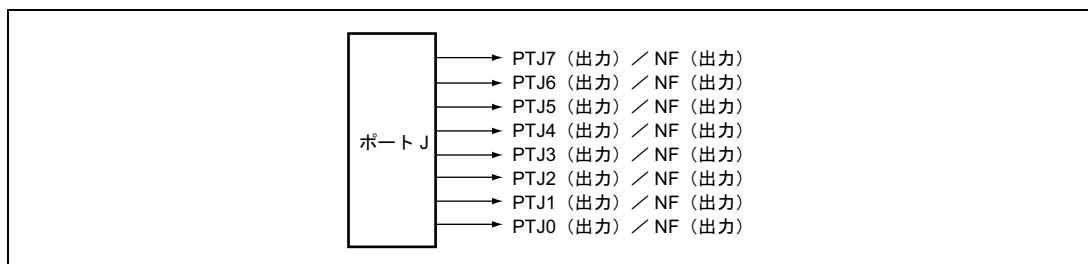 ポート J
PTJ7（出力）／ NF（出力）
PTJ6（出力）／ NF（出力）
PTJ5（出力）／ NF（出力）
PTJ4（出力）／ NF（出力）
PTJ3（出力）／ NF（出力）
PTJ2（出力）／ NF（出力）
PTJ1（出力）／ NF（出力）
PTJ0（出力）／ NF（出力）